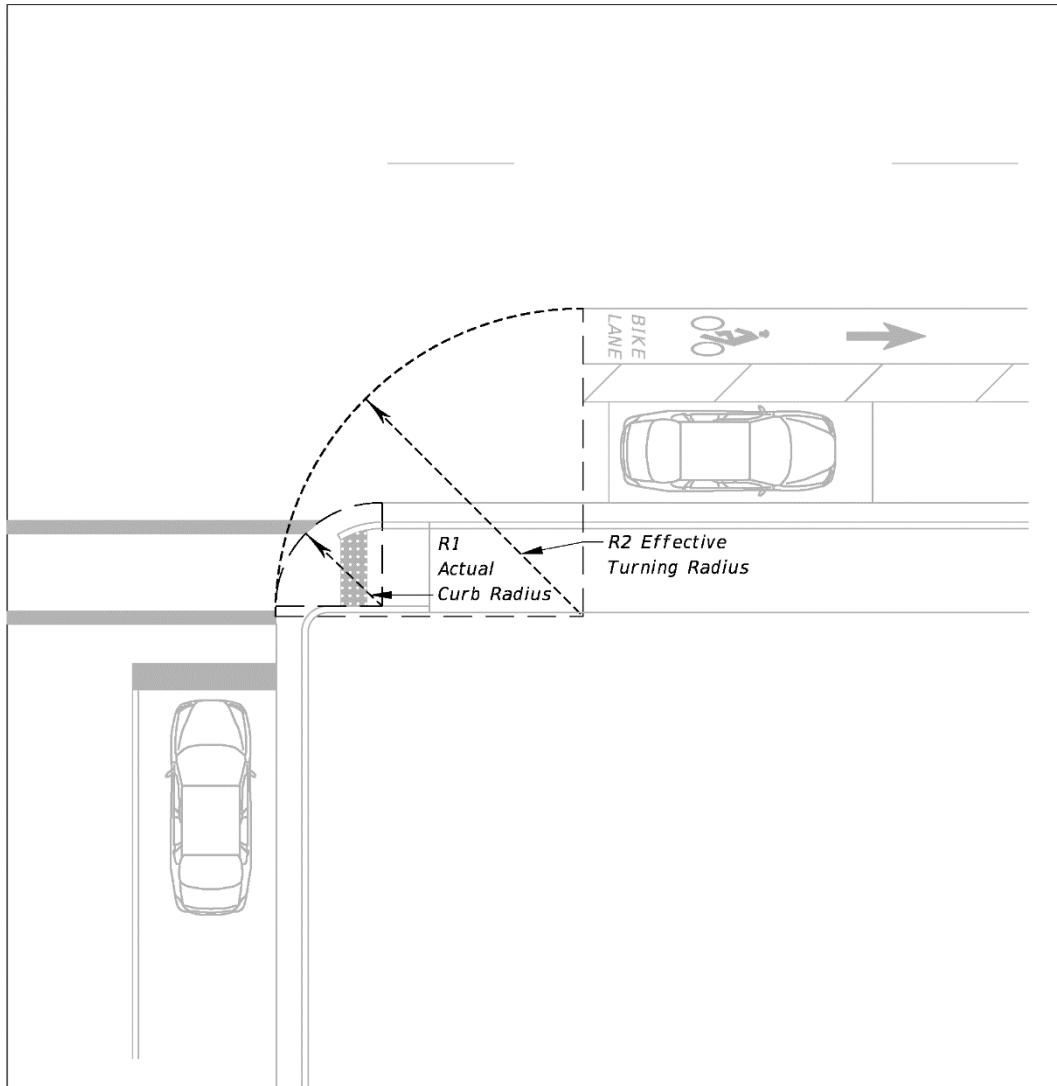 BIKE
LANE
R1
Actual
Curb Radius
R2 Effective
Turning Radius